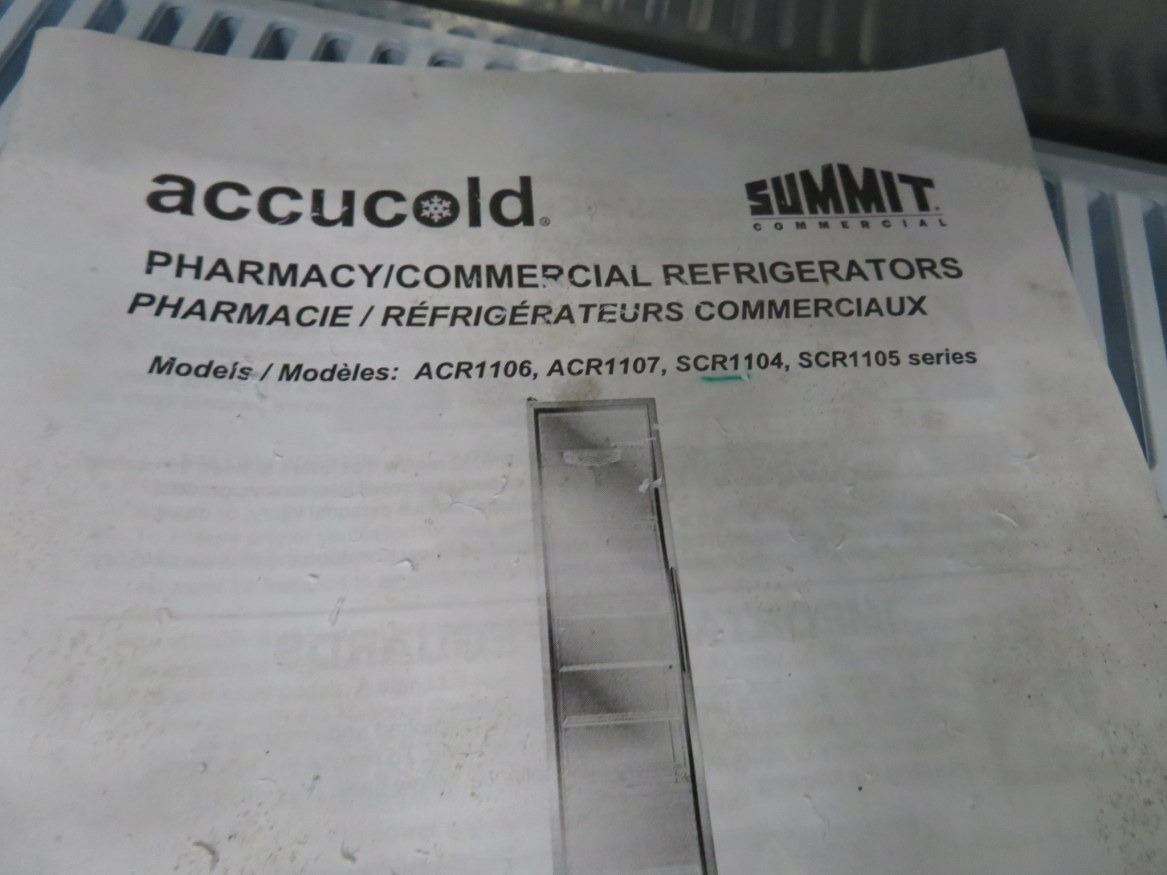 accucold®
SUMMIT
COMMERCIAL
PHARMACY/COMMERCIAL REFRIGERATORS
PHARMACIE / RÉFRIGÉRATEURS COMMERCIAUX
Models / Modèles: ACR1106, ACR1107, SCR1104, SCR1105 series